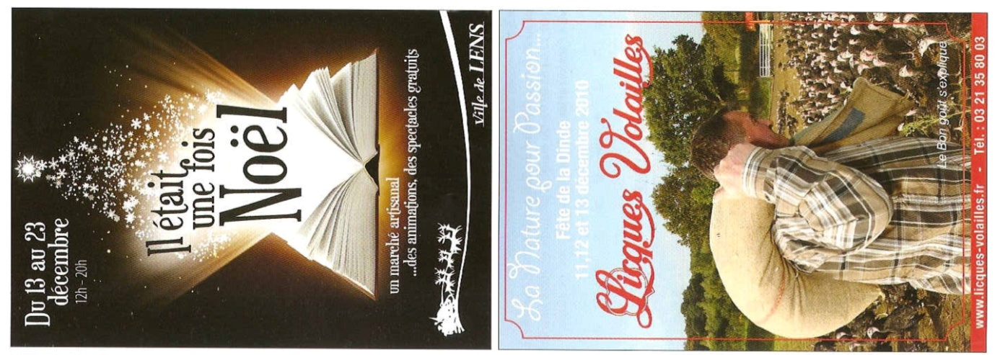 Du 13 au 23
décembre
12h - 20h
Il était
une fois
Noël
un marché artisanal
...des animations, des spectacles gratuits
Ville de LENS
La Nature pour Passion...
Fête de la Dinde
11,12 et 13 décembre 2010
Licques Volailles
Le Bon goût s'explique
www.licques-volailles.fr - Tél. : 03 21 35 80 03